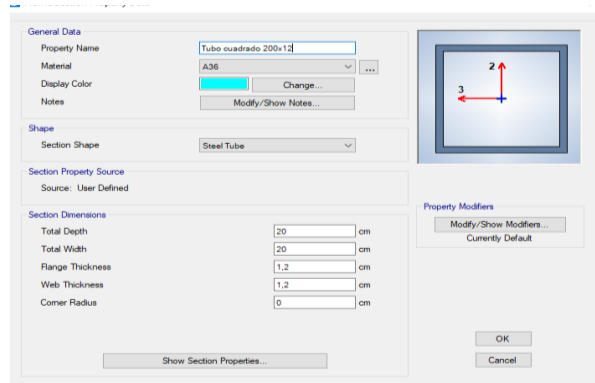 General Data
Property Name Tubo cuadrado 200x12
Material A36 ...
Display Color Change...
Notes Modify/Show Notes...
Shape
Section Shape Steel Tube
Section Property Source
Source: User Defined
Section Dimensions
Total Depth 20 cm
Total Width 20 cm
Flange Thickness 1,2 cm
Web Thickness 1,2 cm
Corner Radius 0 cm
Show Section Properties...
2
3
Property Modifiers
Modify/Show Modifiers...
Currently Default
OK
Cancel